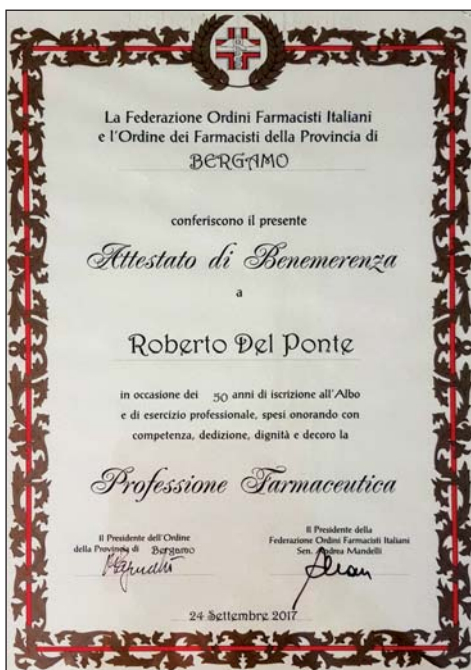 La Federazione Ordini Farmacisti Italiani
e l'Ordine dei Farmacisti della Provincia di
BERGAMO
conferiscono il presente
Attestato di Benemerenza
a
Roberto Del Ponte
in occasione dei 50 anni di iscrizione all'Albo
e di esercizio professionale, spesi onorando con
competenza, dedizione, dignità e decoro la
Professione Farmaceutica
Il Presidente dell'Ordine
della Provincia di Bergamo
Il Presidente della
Federazione Ordini Farmacisti Italiani
Sen. Andrea Mandelli
24 Settembre 2017